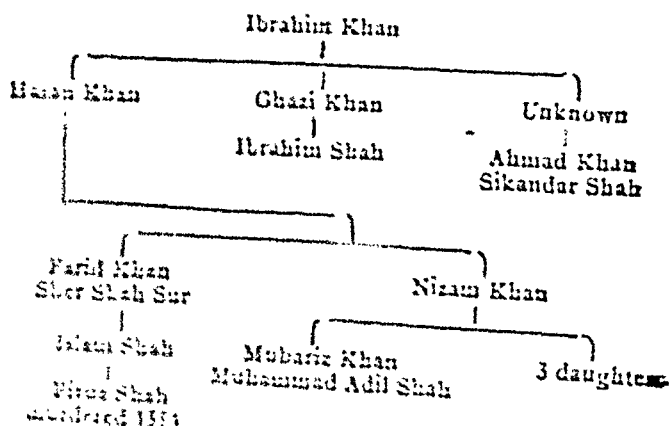 Ibrahim Khan
Hasan Khan
Ghazi Khan
Unknown
Ibrahim Shah
Ahmad Khan
Sikandar Shah
Farid Khan
Sher Shah Sur
Nizam Khan
Islam Shah
Mubariz Khan
Muhammad Adil Shah
3 daughters
Firuz Shah
murdered